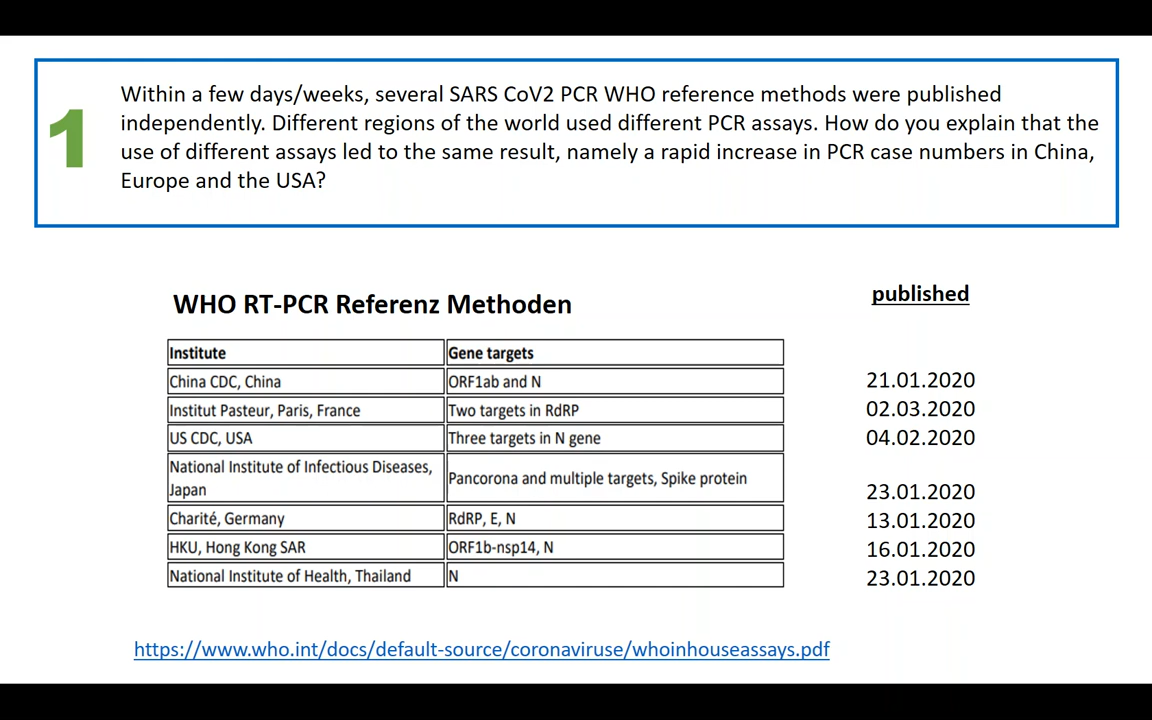 1
Within a few days/weeks, several SARS CoV2 PCR WHO reference methods were published
independently. Different regions of the world used different PCR assays. How do you explain that the
use of different assays led to the same result, namely a rapid increase in PCR case numbers in China,
Europe and the USA?
WHO RT-PCR Referenz Methoden
published
Institute Gene targets
China CDC, China ORF1ab and N 21.01.2020
Institut Pasteur, Paris, France Two targets in RdRP 02.03.2020
US CDC, USA Three targets in N gene 04.02.2020
National Institute of Infectious Diseases,
Japan Pancorona and multiple targets, Spike protein 23.01.2020
Charité, Germany RdRP, E, N 13.01.2020
HKU, Hong Kong SAR ORF1b-nsp14, N 16.01.2020
National Institute of Health, Thailand N 23.01.2020
https://www.who.int/docs/default-source/coronaviruse/whoinhouseassays.pdf